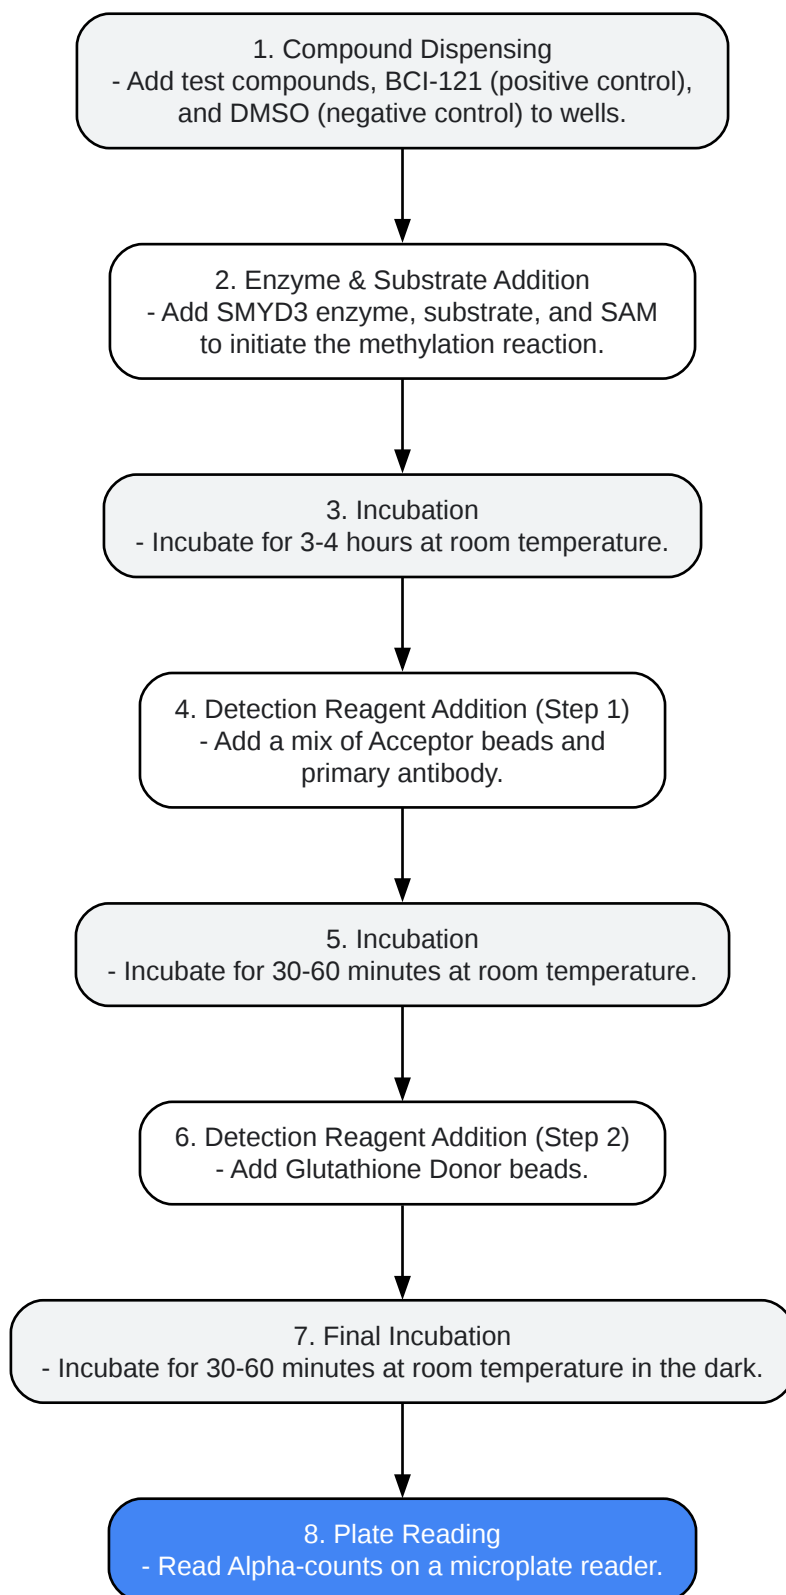 1. Compound Dispensing
- Add test compounds, BCI-121 (positive control),
and DMSO (negative control) to wells.
2. Enzyme & Substrate Addition
- Add SMYD3 enzyme, substrate, and SAM
to initiate the methylation reaction.
3. Incubation
- Incubate for 3-4 hours at room temperature.
4. Detection Reagent Addition (Step 1)
- Add a mix of Acceptor beads and
primary antibody.
5. Incubation
- Incubate for 30-60 minutes at room temperature.
6. Detection Reagent Addition (Step 2)
- Add Glutathione Donor beads.
7. Final Incubation
- Incubate for 30-60 minutes at room temperature in the dark.
8. Plate Reading
- Read Alpha-counts on a microplate reader.